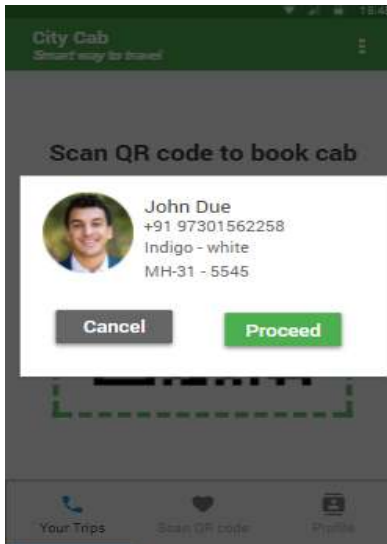 City Cab
Smart way to travel
Scan QR code to book cab
John Due
+91 97301562258
Indigo - white
MH-31 - 5545
Cancel
Proceed
Your Trips
Scan QR code
Profile